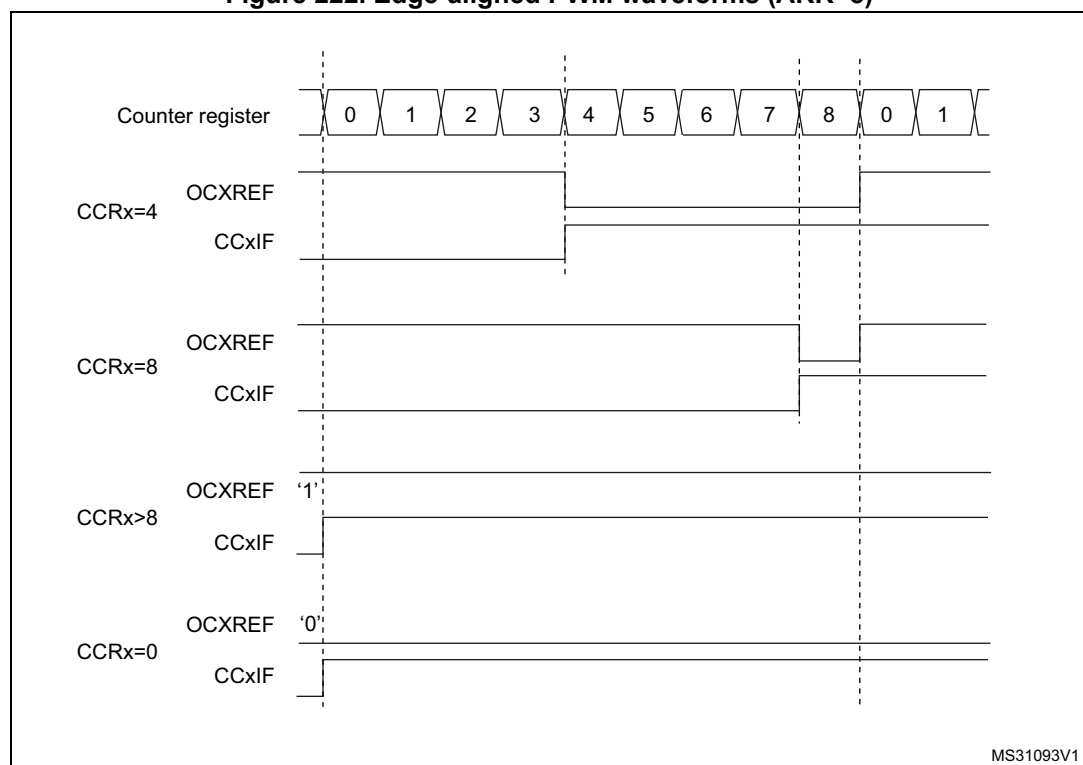 Figure 222. Edge-aligned PWM waveforms (ARR=8)
Counter register 0 1 2 3 4 5 6 7 8 0 1
OCXREF
CCRx=4
CCxIF
OCXREF
CCRx=8
CCxIF
OCXREF '1'
CCRx>8
CCxIF
OCXREF '0'
CCRx=0
CCxIF
MS31093V1